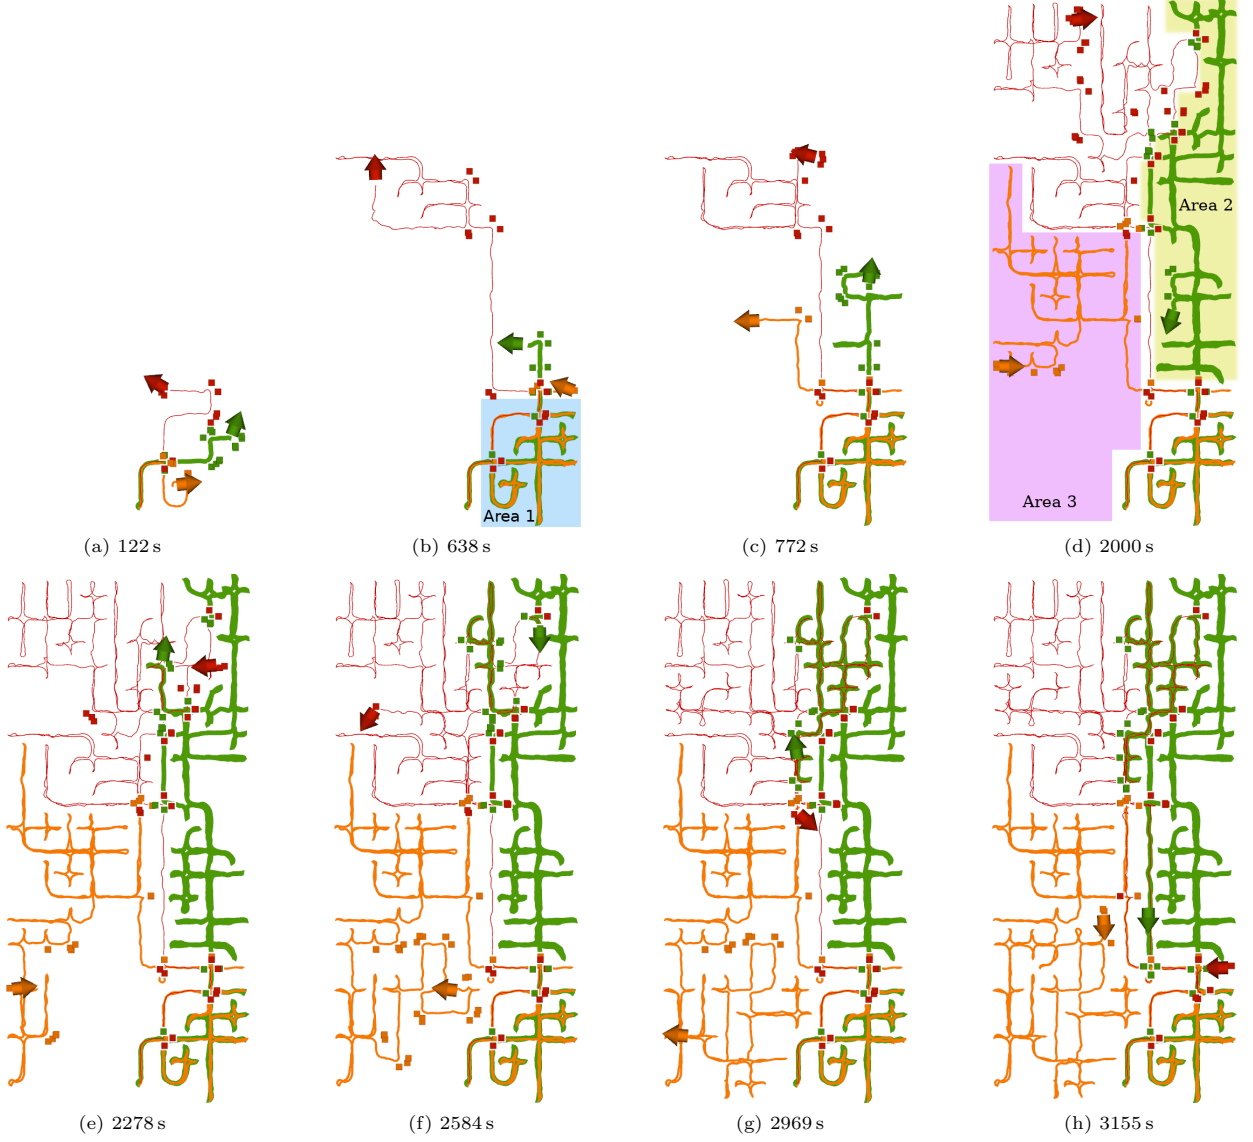 Area 1
Area 2
Area 3
(a) 122 s
(b) 638 s
(c) 772 s
(d) 2000 s
(e) 2278 s
(f) 2584 s
(g) 2969 s
(h) 3155 s